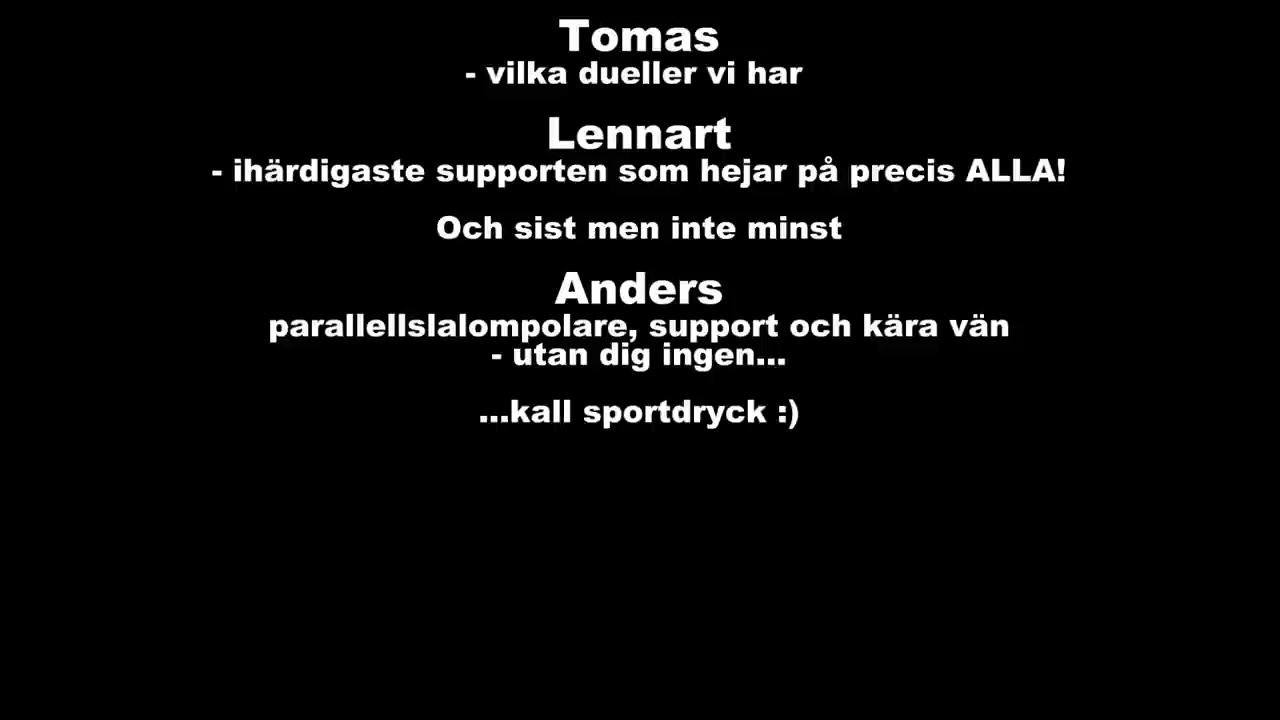 Tomas
- vilka dueller vi har
Lennart
- ihärdigaste supporten som hejar på precis ALLA!
Och sist men inte minst
Anders
parallellslalompolare, support och kära vän
- utan dig ingen...
...kall sportdryck :)